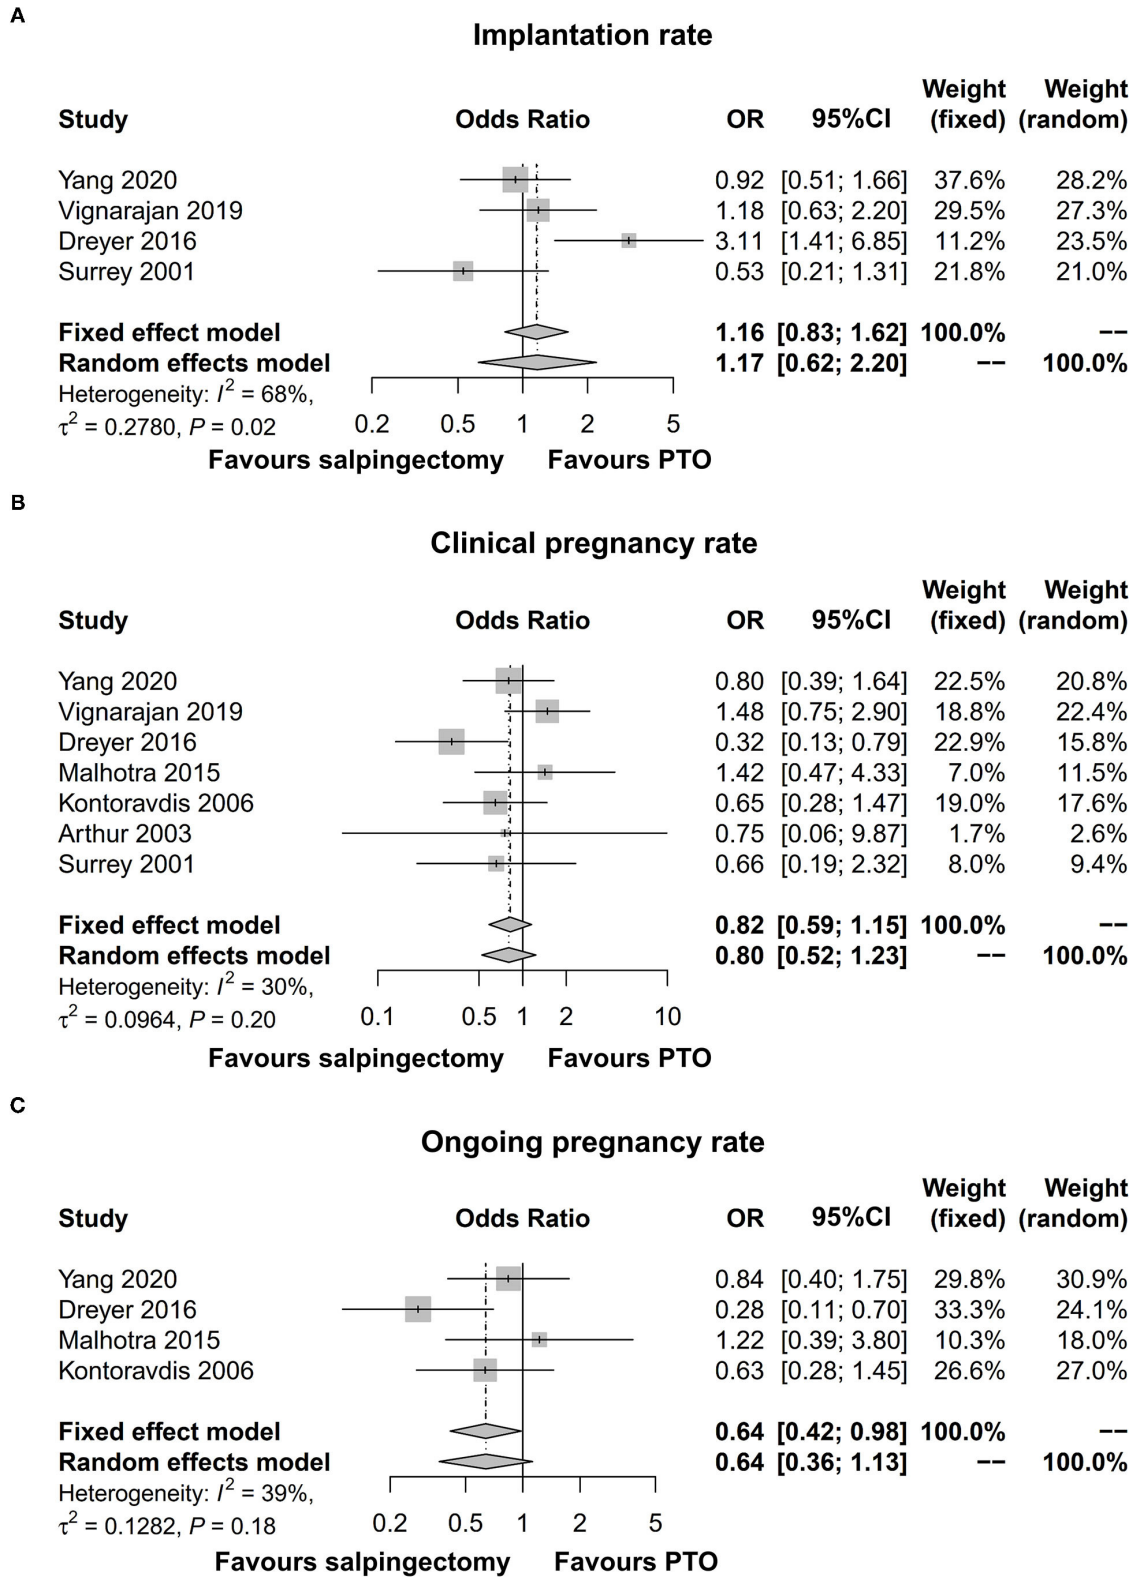 A
Implantation rate
Weight Weight
Study Odds Ratio OR 95%CI (fixed) (random)
Yang 2020 0.92 [0.51; 1.66] 37.6% 28.2%
Vignarajan 2019 1.18 [0.63; 2.20] 29.5% 27.3%
Dreyer 2016 3.11 [1.41; 6.85] 11.2% 23.5%
Surrey 2001 0.53 [0.21; 1.31] 21.8% 21.0%
Fixed effect model 1.16 [0.83; 1.62] 100.0% −−
Random effects model 1.17 [0.62; 2.20] −− 100.0%
Heterogeneity: I² = 68%,
τ² = 0.2780, P = 0.02
0.2 0.5 1 2 5
Favours salpingectomy Favours PTO
B
Clinical pregnancy rate
Weight Weight
Study Odds Ratio OR 95%CI (fixed) (random)
Yang 2020 0.80 [0.39; 1.64] 22.5% 20.8%
Vignarajan 2019 1.48 [0.75; 2.90] 18.8% 22.4%
Dreyer 2016 0.32 [0.13; 0.79] 22.9% 15.8%
Malhotra 2015 1.42 [0.47; 4.33] 7.0% 11.5%
Kontoravdis 2006 0.65 [0.28; 1.47] 19.0% 17.6%
Arthur 2003 0.75 [0.06; 9.87] 1.7% 2.6%
Surrey 2001 0.66 [0.19; 2.32] 8.0% 9.4%
Fixed effect model 0.82 [0.59; 1.15] 100.0% −−
Random effects model 0.80 [0.52; 1.23] −− 100.0%
Heterogeneity: I² = 30%,
τ² = 0.0964, P = 0.20
0.1 0.5 1 2 10
Favours salpingectomy Favours PTO
C
Ongoing pregnancy rate
Weight Weight
Study Odds Ratio OR 95%CI (fixed) (random)
Yang 2020 0.84 [0.40; 1.75] 29.8% 30.9%
Dreyer 2016 0.28 [0.11; 0.70] 33.3% 24.1%
Malhotra 2015 1.22 [0.39; 3.80] 10.3% 18.0%
Kontoravdis 2006 0.63 [0.28; 1.45] 26.6% 27.0%
Fixed effect model 0.64 [0.42; 0.98] 100.0% −−
Random effects model 0.64 [0.36; 1.13] −− 100.0%
Heterogeneity: I² = 39%,
τ² = 0.1282, P = 0.18
0.2 0.5 1 2 5
Favours salpingectomy Favours PTO